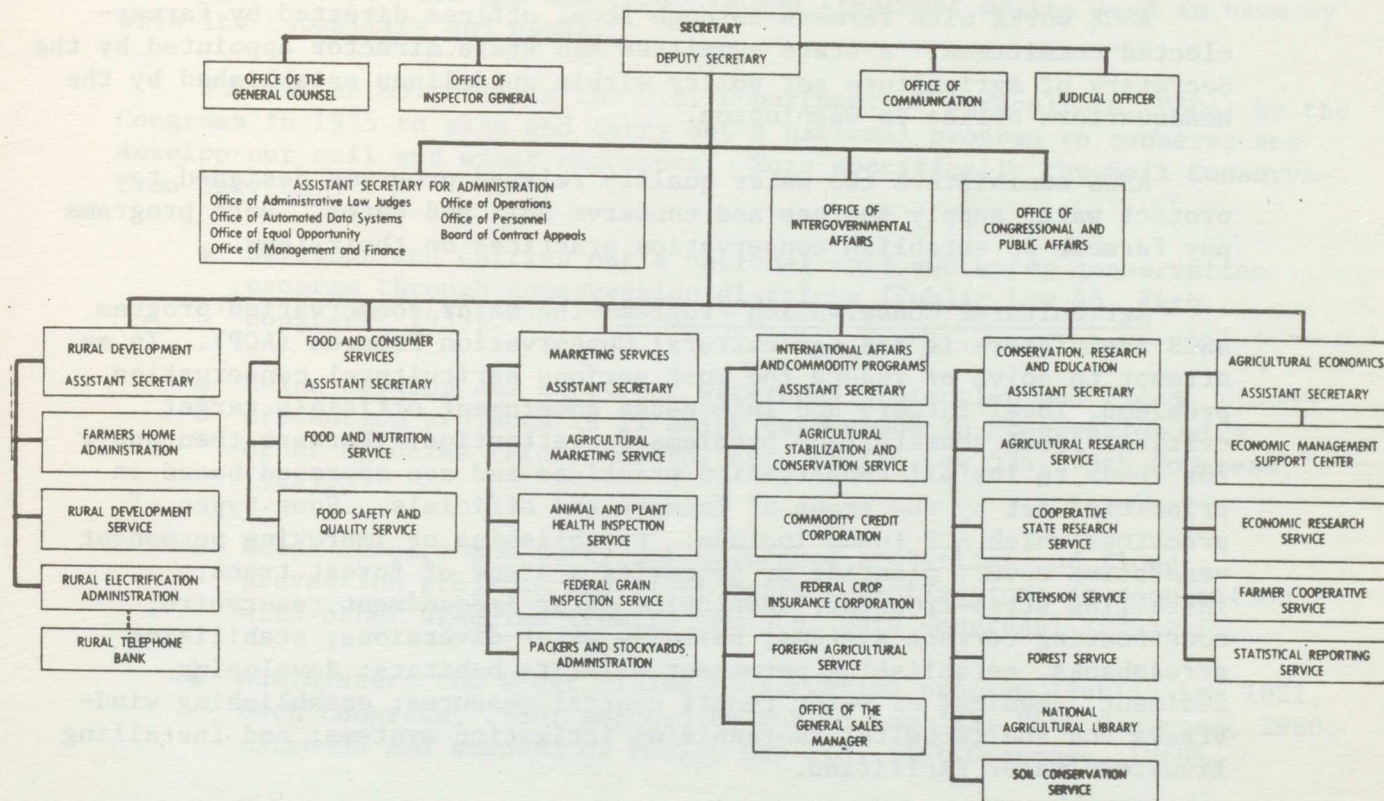 SECRETARY
DEPUTY SECRETARY
OFFICE OF THE
GENERAL COUNSEL
OFFICE OF
INSPECTOR GENERAL
OFFICE OF
COMMUNICATION
JUDICIAL OFFICER
ASSISTANT SECRETARY FOR ADMINISTRATION
Office of Administrative Law Judges
Office of Automated Data Systems
Office of Equal Opportunity
Office of Management and Finance
Office of Operations
Office of Personnel
Board of Contract Appeals
OFFICE OF
INTERGOVERNMENTAL
AFFAIRS
OFFICE OF
CONGRESSIONAL AND
PUBLIC AFFAIRS
RURAL DEVELOPMENT
ASSISTANT SECRETARY
FARMERS HOME
ADMINISTRATION
RURAL DEVELOPMENT
SERVICE
RURAL ELECTRIFICATION
ADMINISTRATION
RURAL TELEPHONE
BANK
FOOD AND CONSUMER
SERVICES
ASSISTANT SECRETARY
FOOD AND NUTRITION
SERVICE
FOOD SAFETY AND
QUALITY SERVICE
MARKETING SERVICES
ASSISTANT SECRETARY
AGRICULTURAL
MARKETING SERVICE
ANIMAL AND PLANT
HEALTH INSPECTION
SERVICE
FEDERAL GRAIN
INSPECTION SERVICE
PACKERS AND STOCKYARDS
ADMINISTRATION
INTERNATIONAL AFFAIRS
AND COMMODITY PROGRAMS
ASSISTANT SECRETARY
AGRICULTURAL
STABILIZATION AND
CONSERVATION SERVICE
COMMODITY CREDIT
CORPORATION
FEDERAL CROP
INSURANCE CORPORATION
FOREIGN AGRICULTURAL
SERVICE
OFFICE OF THE
GENERAL SALES
MANAGER
CONSERVATION, RESEARCH
AND EDUCATION
ASSISTANT SECRETARY
AGRICULTURAL RESEARCH
SERVICE
COOPERATIVE
STATE RESEARCH
SERVICE
EXTENSION SERVICE
FOREST SERVICE
NATIONAL
AGRICULTURAL LIBRARY
SOIL CONSERVATION
SERVICE
AGRICULTURAL ECONOMICS
ASSISTANT SECRETARY
ECONOMIC MANAGEMENT
SUPPORT CENTER
ECONOMIC RESEARCH
SERVICE
FARMER COOPERATIVE
SERVICE
STATISTICAL REPORTING
SERVICE